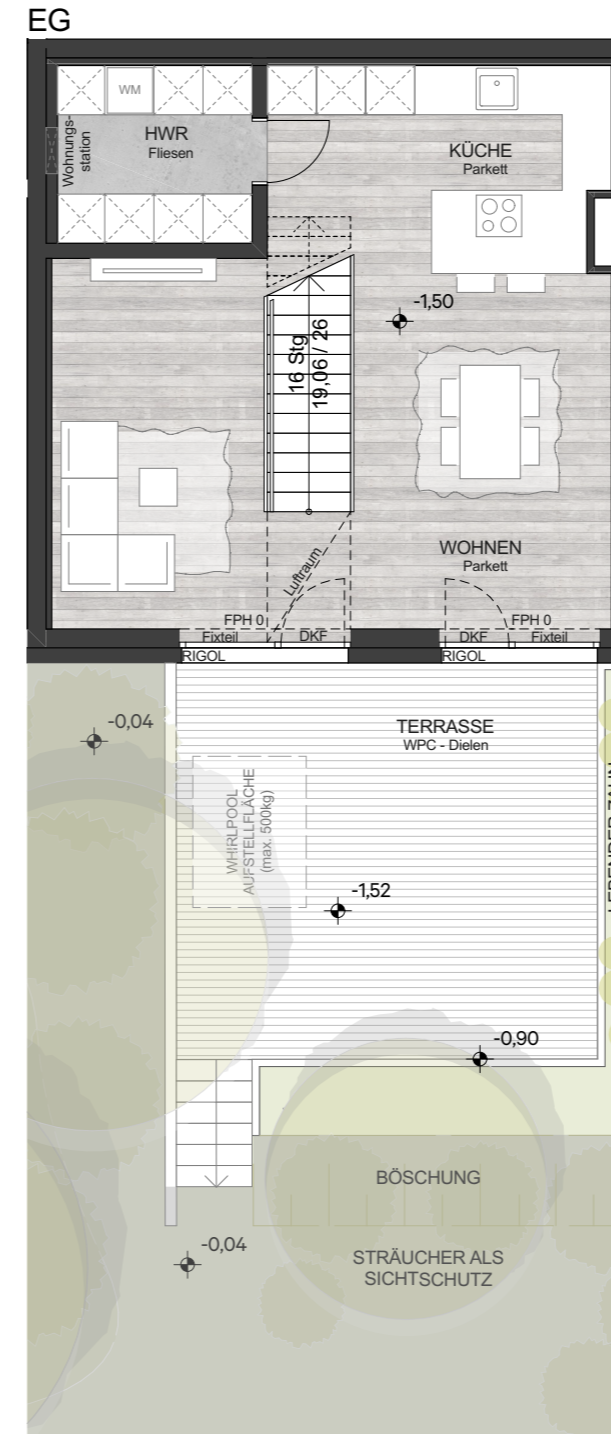 EG
WM
Wohnungs-
station
HWR
Fliesen
KÜCHE
Parkett
-1,50
16 Stg
19,06 / 26
WOHNEN
Parkett
Luftraum
FPH 0
FPH 0
Fixteil
DKF
DKF
Fixteil
RIGOL
RIGOL
-0,04
TERRASSE
WPC - Dielen
WHIRLPOOL
AUFSTELLFLÄCHE
(max. 500kg)
LEBENDER ZAUN
-1,52
-0,90
BÖSCHUNG
-0,04
STRÄUCHER ALS
SICHTSCHUTZ